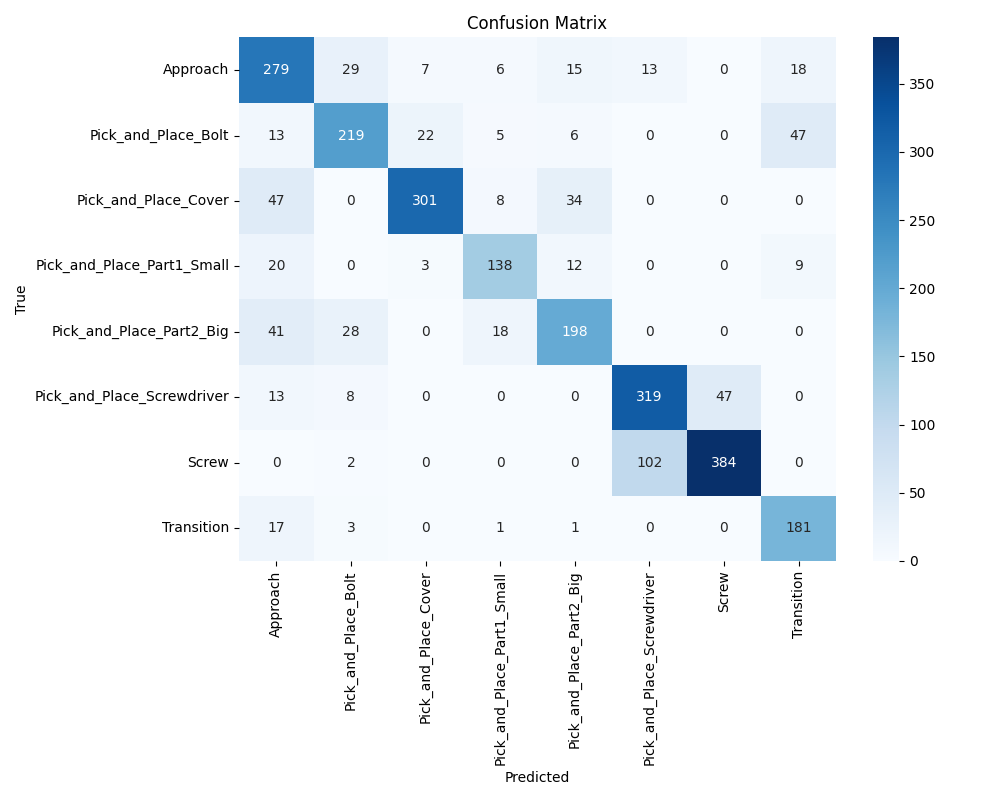 Confusion Matrix
Approach 279 29 7 6 15 13 0 18
Pick_and_Place_Bolt 13 219 22 5 6 0 0 47
Pick_and_Place_Cover 47 0 301 8 34 0 0 0
Pick_and_Place_Part1_Small 20 0 3 138 12 0 0 9
Pick_and_Place_Part2_Big 41 28 0 18 198 0 0 0
Pick_and_Place_Screwdriver 13 8 0 0 0 319 47 0
Screw 0 2 0 0 0 102 384 0
Transition 17 3 0 1 1 0 0 181
True
Approach
Pick_and_Place_Bolt
Pick_and_Place_Cover
Pick_and_Place_Part1_Small
Pick_and_Place_Part2_Big
Pick_and_Place_Screwdriver
Screw
Transition
Predicted
350
300
250
200
150
100
50
0